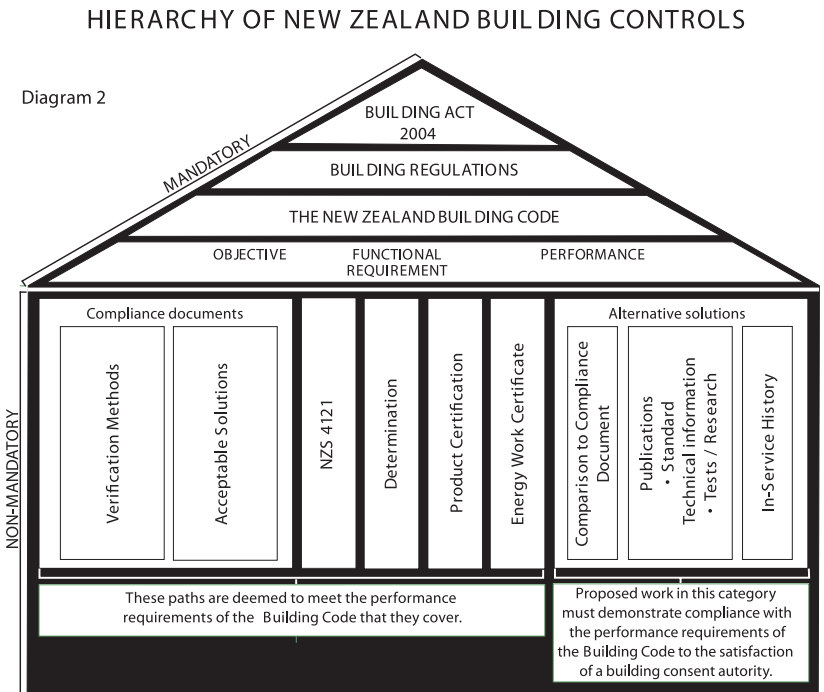 HIERARCHY OF NEW ZEALAND BUILDING CONTROLS
Diagram 2
MANDATORY
BUILDING ACT
2004
BUILDING REGULATIONS
THE NEW ZEALAND BUILDING CODE
OBJECTIVE
FUNCTIONAL
REQUIREMENT
PERFORMANCE
NON-MANDATORY
Compliance documents
Verification Methods
Acceptable Solutions
NZS 4121
Determination
Product Certification
Energy Work Certificate
Alternative solutions
Comparison to Compliance
Document
Publications
• Standard
Technical information
• Tests / Research
In-Service History
These paths are deemed to meet the performance
requirements of the Building Code that they cover.
Proposed work in this category
must demonstrate compliance with
the performance requirements of
the Building Code to the satisfaction
of a building consent autority.